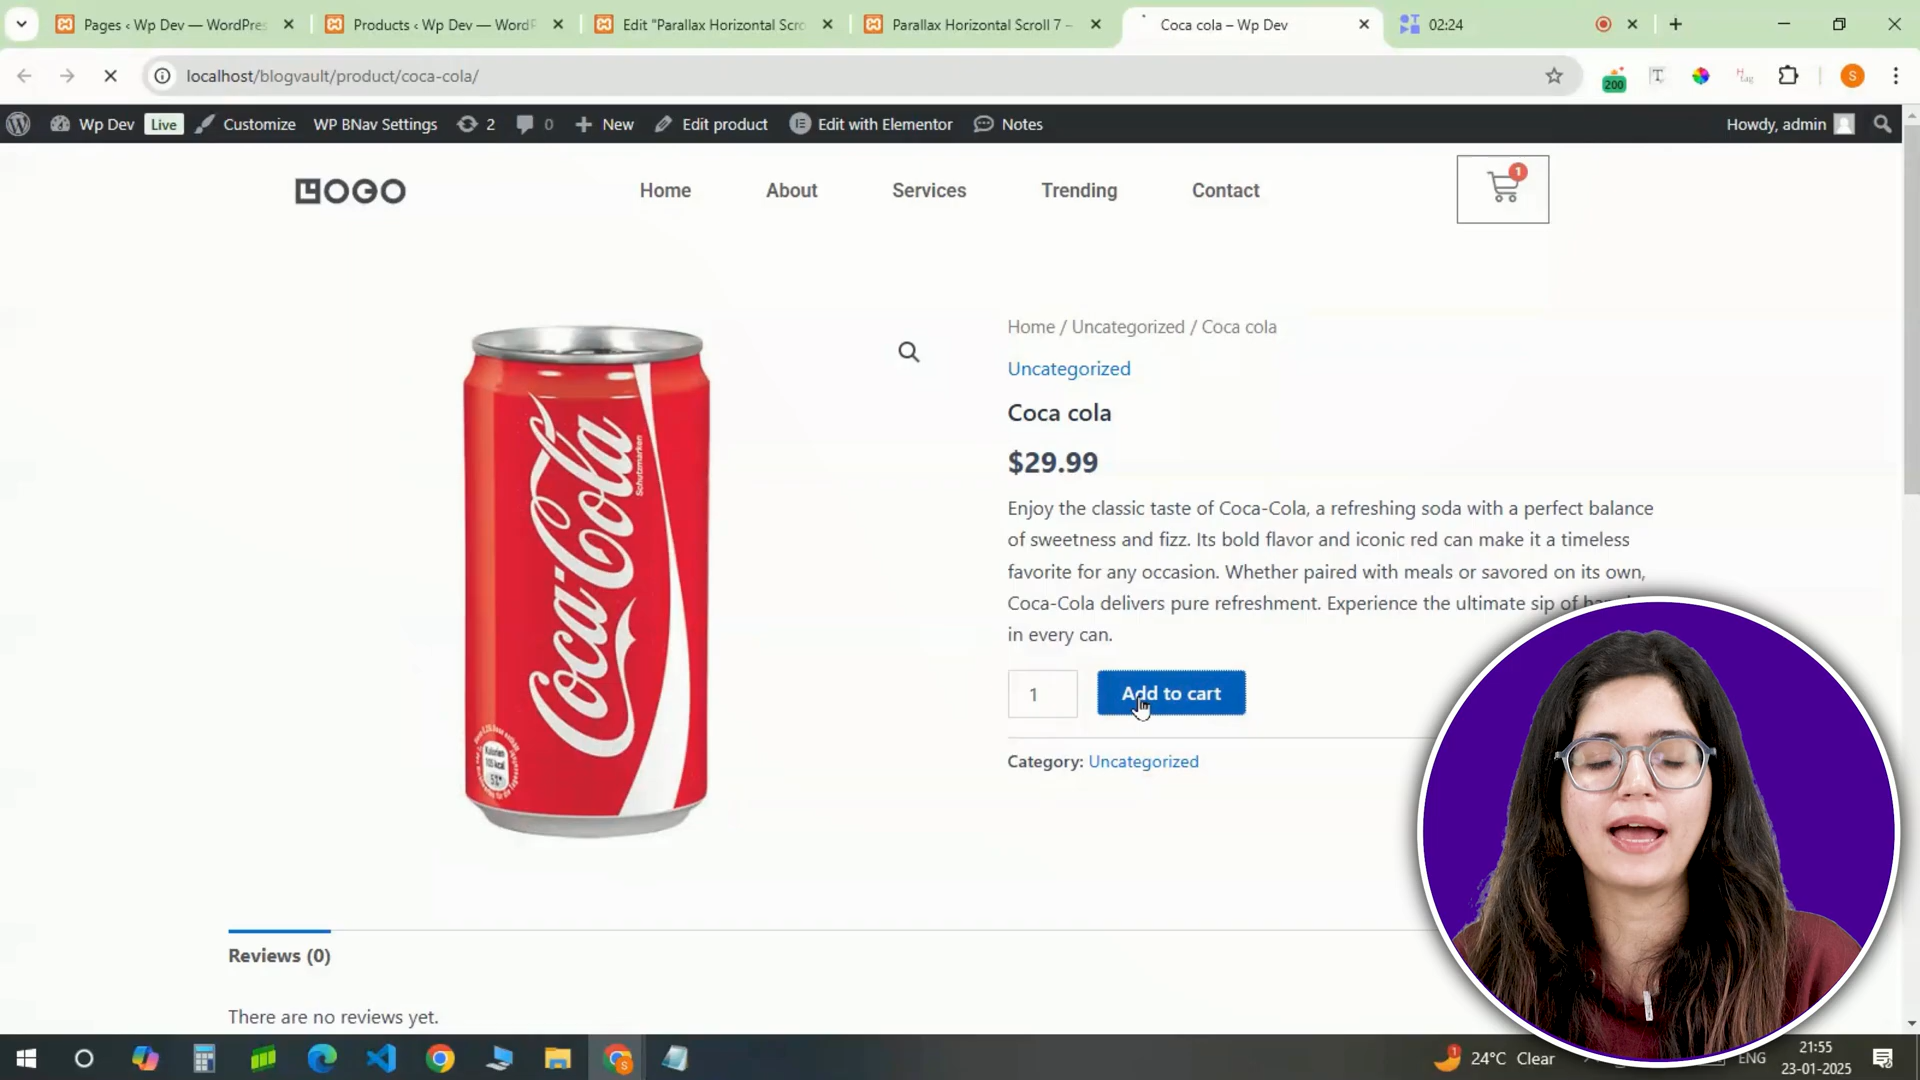 Pages ‹ Wp Dev — WordPres
Products ‹ Wp Dev — WordP
Edit "Parallax Horizontal Scro
Parallax Horizontal Scroll 7 –
Coca cola – Wp Dev
02:24
localhost/blogvault/product/coca-cola/
200
S
Wp Dev Live Customize WP BNav Settings 2 0 New Edit product Edit with Elementor Notes Howdy, admin
LOGO Home About Services Trending Contact 1
Home / Uncategorized / Coca cola
Uncategorized
Coca cola
$29.99
Enjoy the classic taste of Coca-Cola, a refreshing soda with a perfect balance
of sweetness and fizz. Its bold flavor and iconic red can make it a timeless
favorite for any occasion. Whether paired with meals or savored on its own,
Coca-Cola delivers pure refreshment. Experience the ultimate sip of
in every can.
Coca-Cola
Schutzmarken
1 Add to cart
Category: Uncategorized
Reviews (0)
There are no reviews yet.
24°C Clear
ENG
21:55
23-01-2025